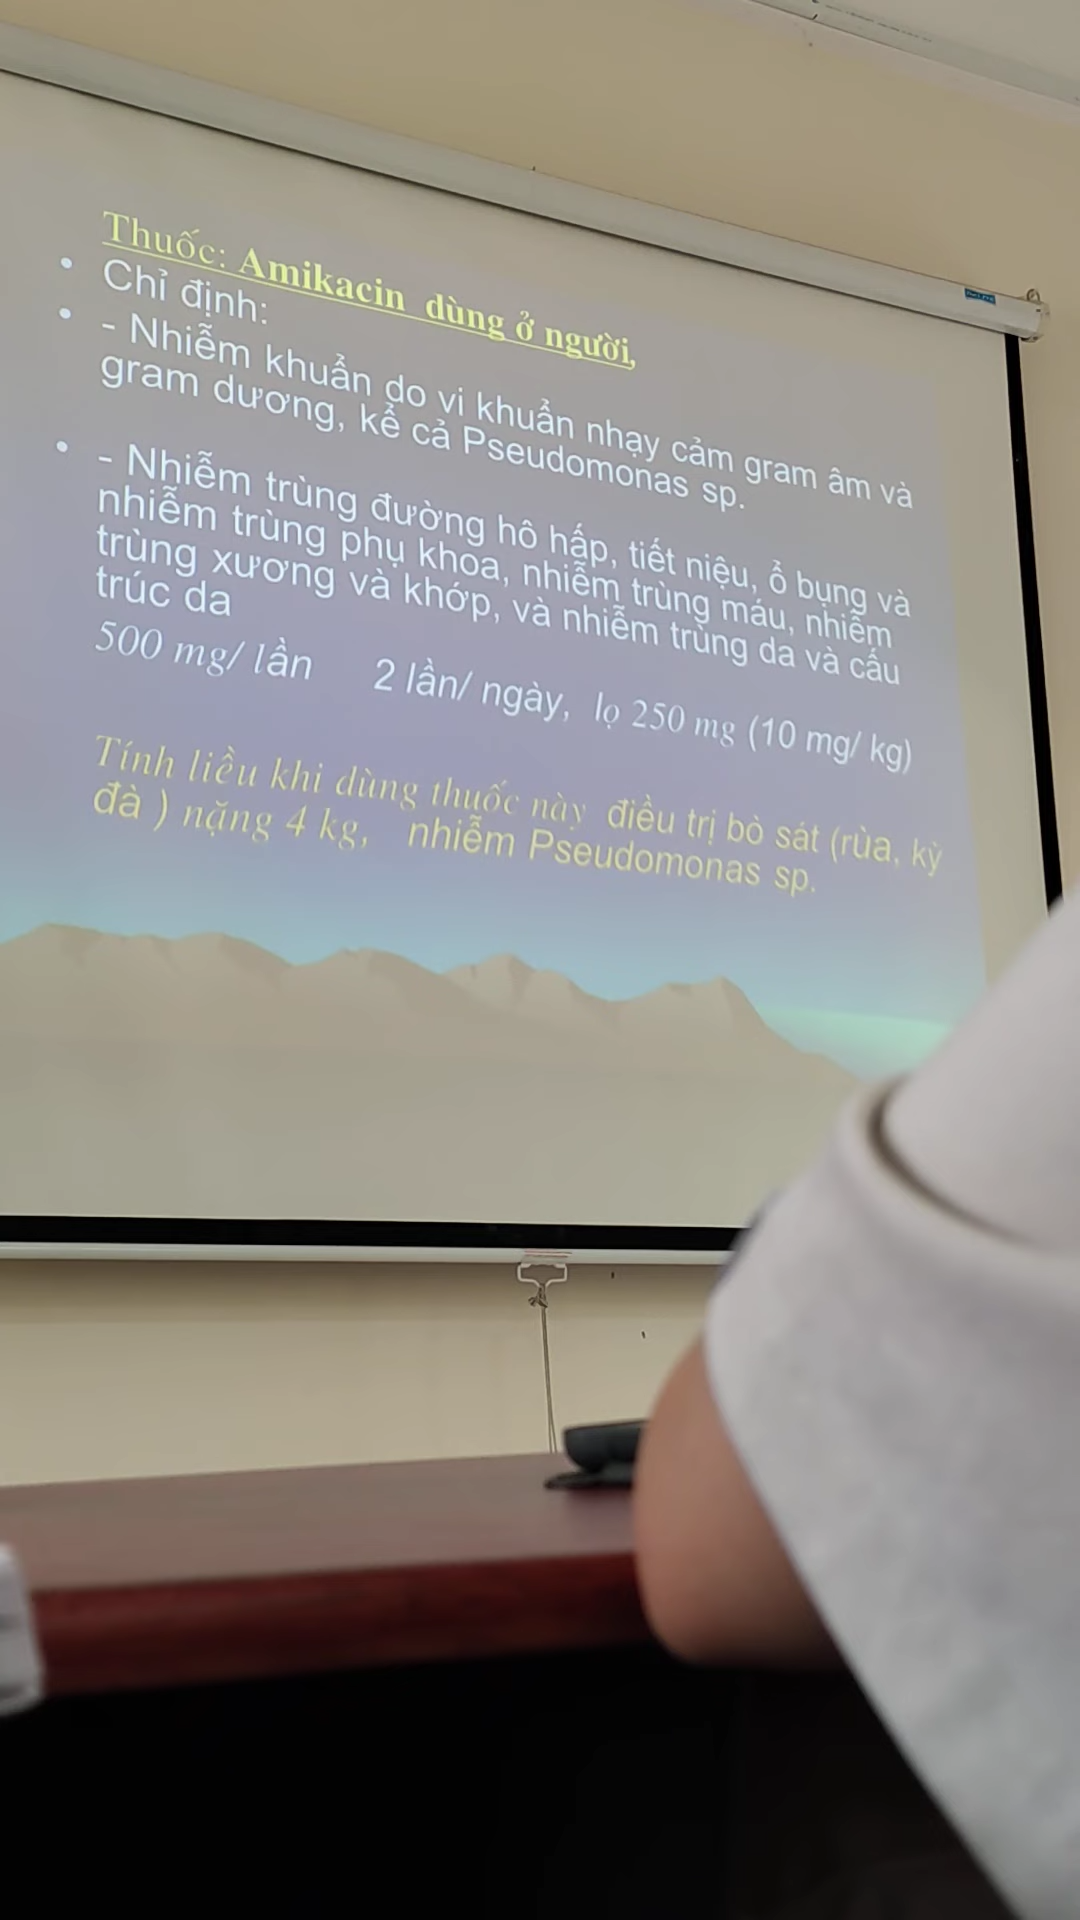 Thuốc: Amikacin dùng ở người,
• Chỉ định:
• - Nhiễm khuẩn do vi khuẩn nhạy cảm gram âm và
gram dương, kể cả Pseudomonas sp.
• - Nhiễm trùng đường hô hấp, tiết niệu, ổ bụng và
nhiễm trùng phụ khoa, nhiễm trùng máu, nhiễm
trùng xương và khớp, và nhiễm trùng da và cấu
trúc da
500 mg/ lần 2 lần/ ngày, lọ 250 mg (10 mg/ kg)
Tính liều khi dùng thuốc này điều trị bò sát (rùa, kỳ
đà ) nặng 4 kg, nhiễm Pseudomonas sp.